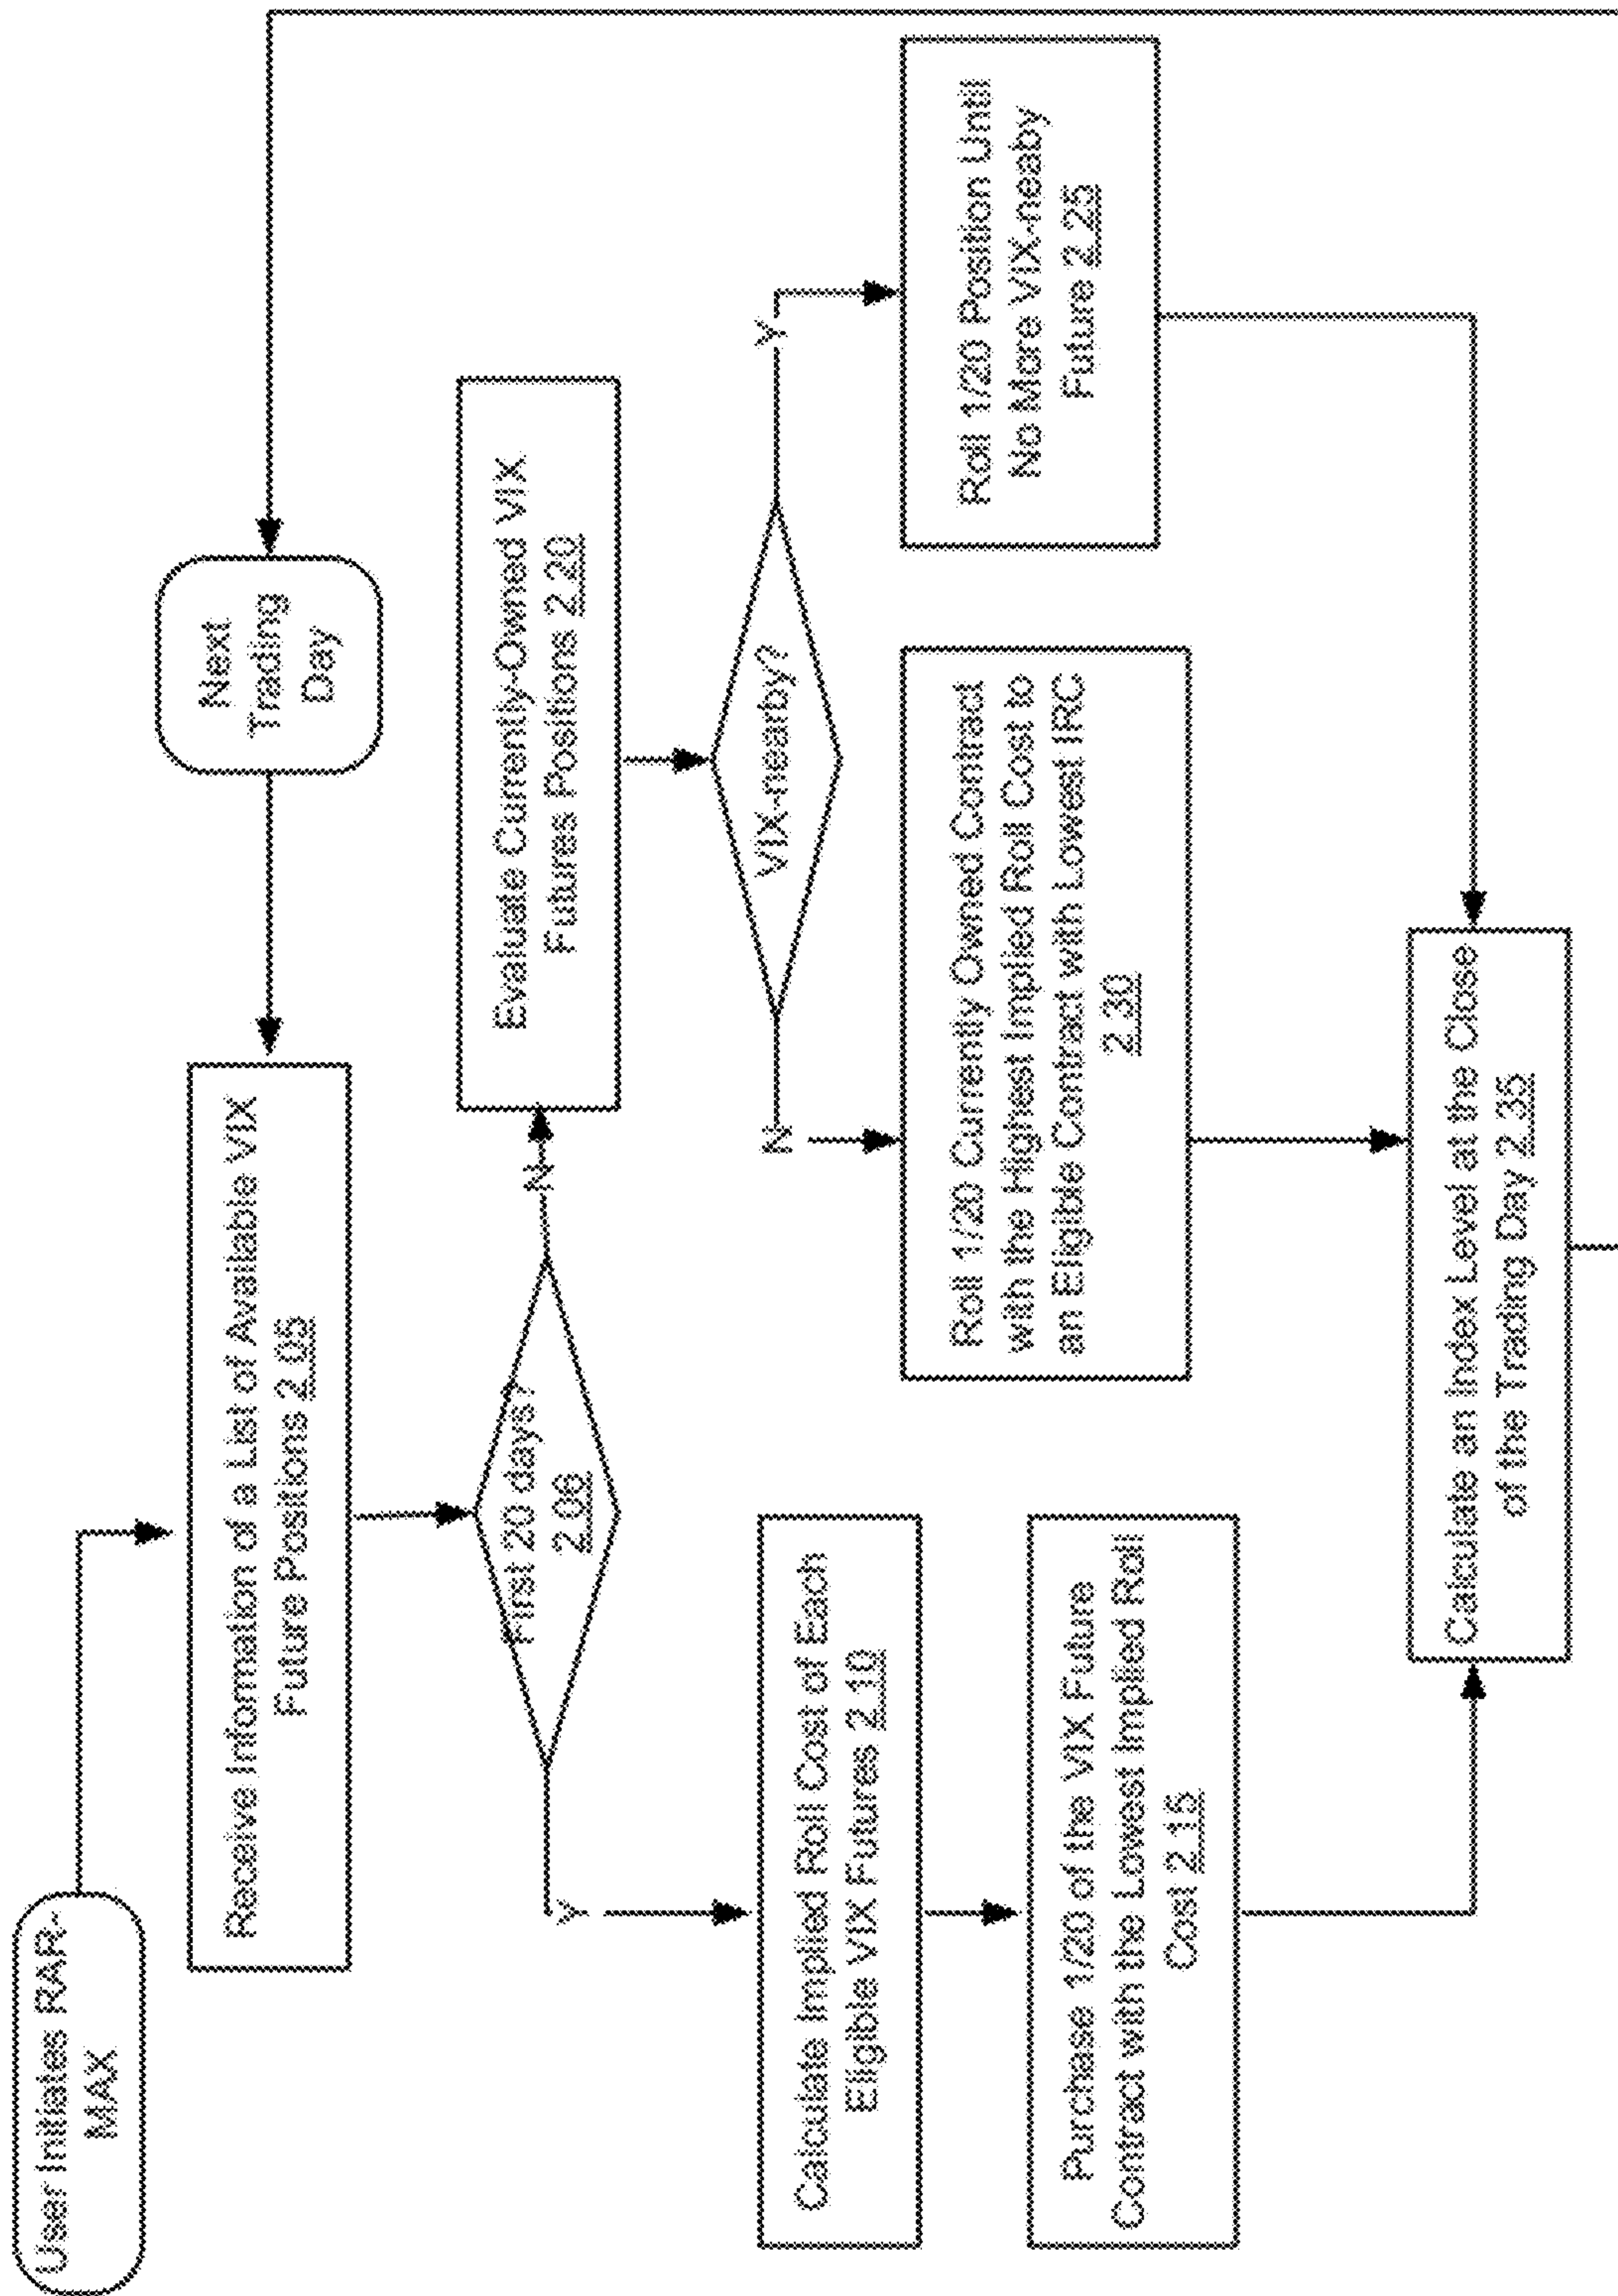 User Initiates RAR-
MAX
Next
Trading
Day
Receive Information of a List of Available VIX
Future Positions 2.05
First 20 days?
2.06
N
Y
Evaluate Currently-Owned VIX
Futures Positions 2.20
Calculate Implied Roll Cost of Each
Eligible VIX Futures 2.10
VIX-nearby?
N
Y
Purchase 1/20 of the VIX Future
Contract with the Lowest Implied Roll
Cost 2.15
Roll 1/20 Currently Owned Contract
with the Highest Implied Roll Cost to
an Eligible Contract with Lowest IRC
2.30
Roll 1/20 Position Until
No More VIX-neaby
Future 2.25
Calculate an Index Level at the Close
of the Trading Day 2.35